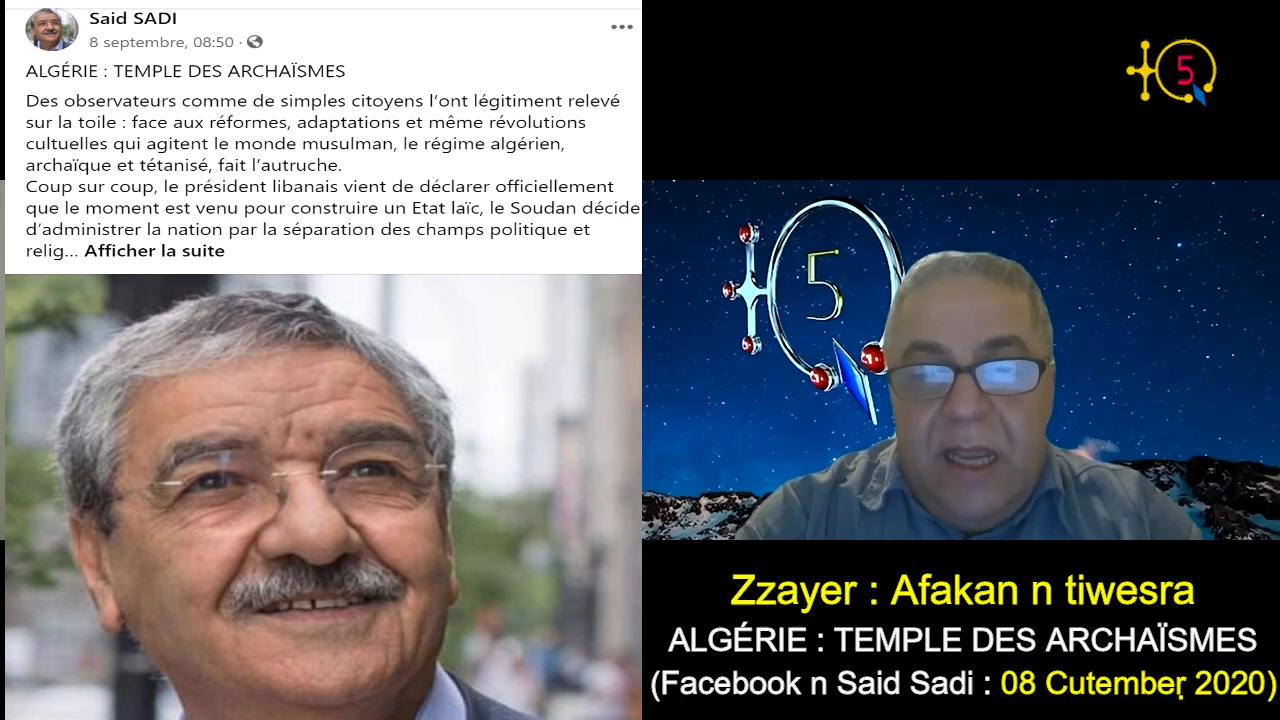 Said SADI
8 septembre, 08:50 ·
ALGÉRIE : TEMPLE DES ARCHAÏSMES
Des observateurs comme de simples citoyens l'ont légitiment relevé
sur la toile : face aux réformes, adaptations et même révolutions
cultuelles qui agitent le monde musulman, le régime algérien,
archaïque et tétanisé, fait l'autruche.
Coup sur coup, le président libanais vient de déclarer officiellement
que le moment est venu pour construire un Etat laïc, le Soudan décide
d'administrer la nation par la séparation des champs politique et
relig... Afficher la suite
5
5
Zzayer : Afakan n tiwesra
ALGÉRIE : TEMPLE DES ARCHAÏSMES
(Facebook n Said Sadi : 08 Cutembeṛ 2020)